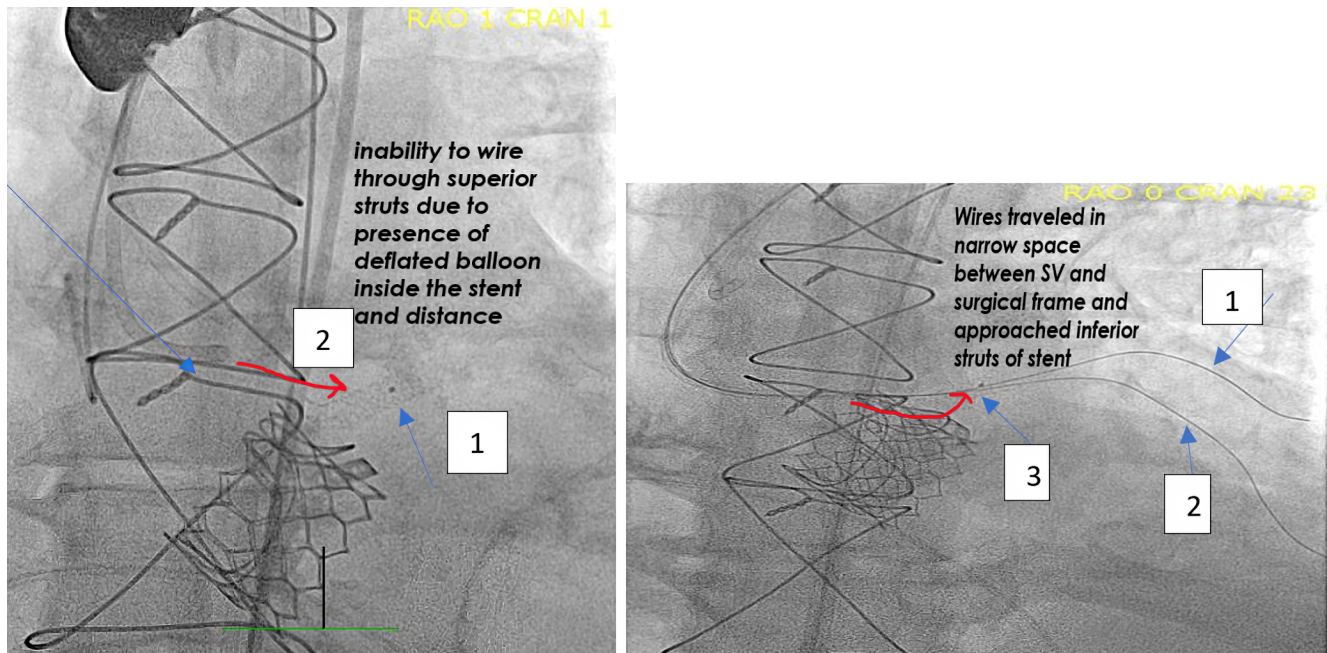 RAO 1 CRAN 1
inability to wire
through superior
struts due to
presence of
deflated balloon
inside the stent
and distance
2
1
RAO 0 CRAN 23
Wires traveled in
narrow space
between SV and
surgical frame and
approached inferior
struts of stent
1
3
2